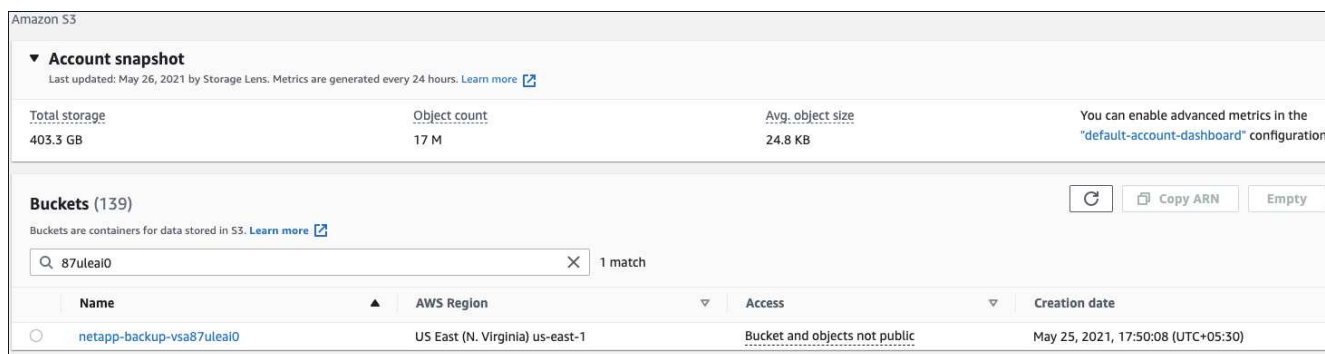 Amazon S3
▼ Account snapshot
Last updated: May 26, 2021 by Storage Lens. Metrics are generated every 24 hours. Learn more
Total storage
Object count
Avg. object size
You can enable advanced metrics in the
403.3 GB
17 M
24.8 KB
"default-account-dashboard" configuration
Buckets (139)
Copy ARN
Empty
Buckets are containers for data stored in S3. Learn more
87uleai0
1 match
Name
AWS Region
Access
Creation date
netapp-backup-vsa87uleai0
US East (N. Virginia) us-east-1
Bucket and objects not public
May 25, 2021, 17:50:08 (UTC+05:30)